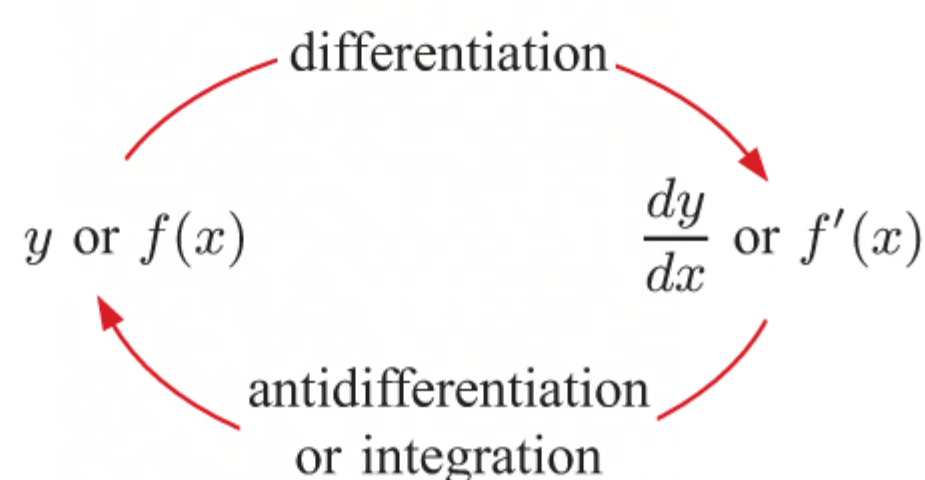 differentiation
y or f(x)
dy/dx or f′(x)
antidifferentiation
or integration